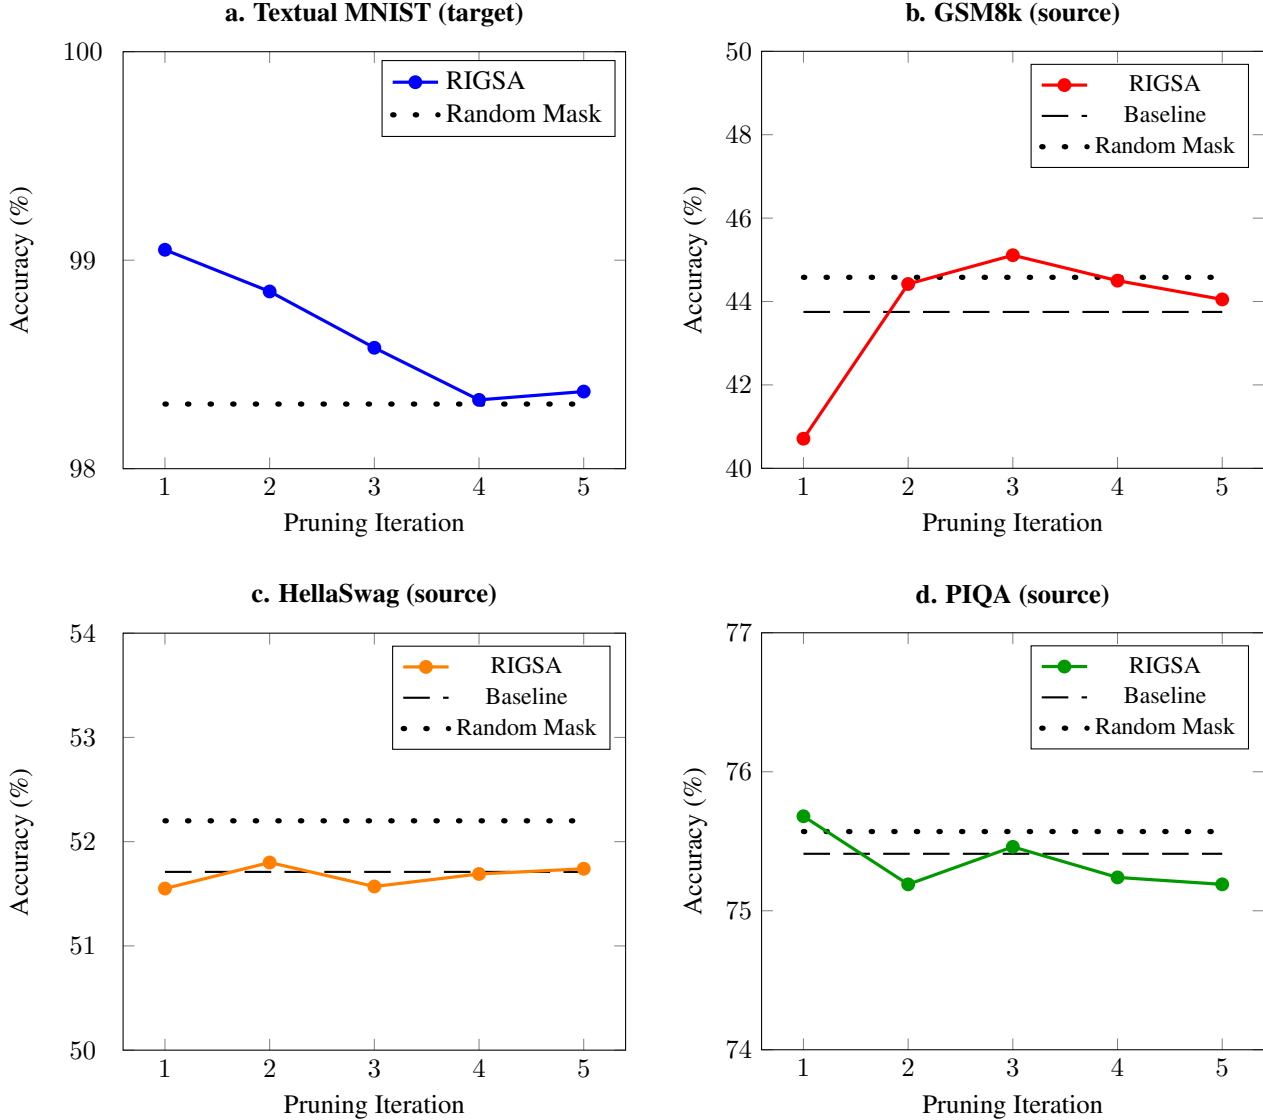 a. Textual MNIST (target)
100
99
98
Accuracy (%)
RIGSA
Random Mask
1 2 3 4 5
Pruning Iteration
b. GSM8k (source)
50
48
46
44
42
40
Accuracy (%)
RIGSA
Baseline
Random Mask
1 2 3 4 5
Pruning Iteration
c. HellaSwag (source)
54
53
52
51
50
Accuracy (%)
RIGSA
Baseline
Random Mask
1 2 3 4 5
Pruning Iteration
d. PIQA (source)
77
76
75
74
Accuracy (%)
RIGSA
Baseline
Random Mask
1 2 3 4 5
Pruning Iteration